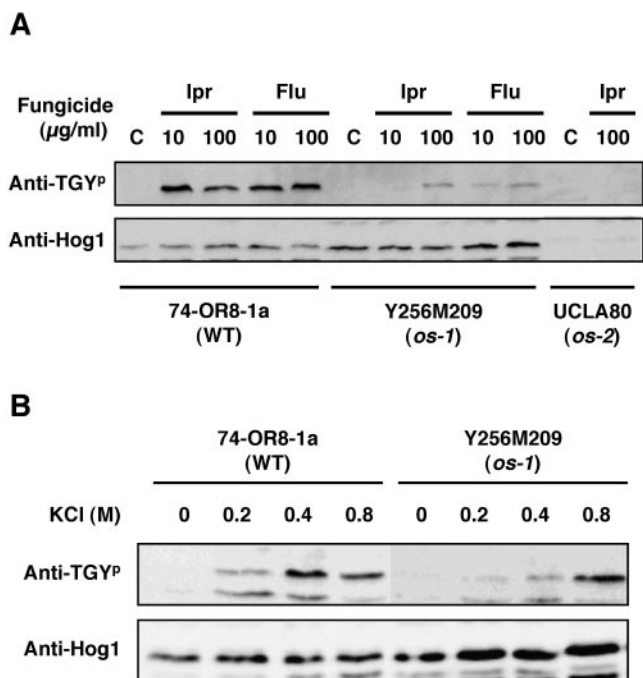 A
Ipr Flu Ipr Flu Ipr
Fungicide
(µg/ml)
C 10 100 10 100 C 10 100 10 100 C 100
Anti-TGYᵖ
Anti-Hog1
74-OR8-1a Y256M209 UCLA80
(WT) (os-1) (os-2)
B
74-OR8-1a Y256M209
(WT) (os-1)
KCl (M) 0 0.2 0.4 0.8 0 0.2 0.4 0.8
Anti-TGYᵖ
Anti-Hog1